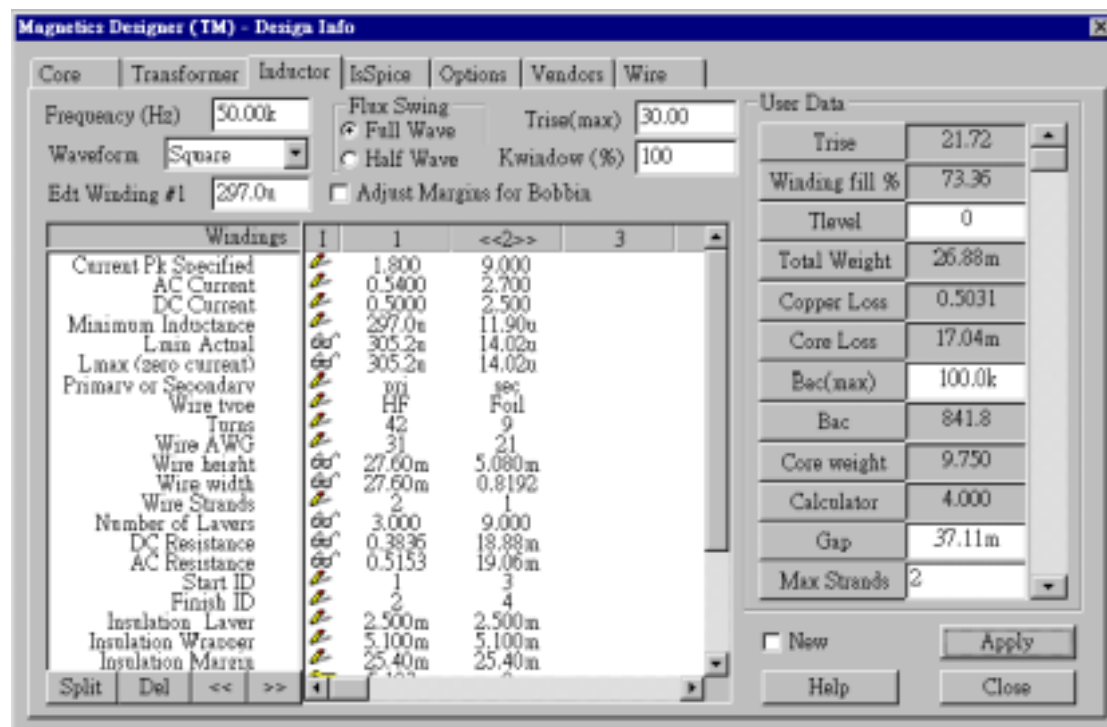 Magnetics Designer (TM) - Design Info
Core Transformer Inductor IsSpice Options Vendors Wire
Frequency (Hz) 50.00k
Waveform Square
Edt Winding #1 297.0u
Flux Swing
Full Wave
Half Wave
Trise(max) 30.00
Kwindow (%) 100
Adjust Margins for Bobbin
Windings I 1 <<2>> 3
Current Pk Specified 1.800 9.000
AC Current 0.5400 2.700
DC Current 0.5000 2.500
Minimum Inductance 297.0u 11.90u
Lmin Actual 305.2u 14.02u
Lmax (zero current) 305.2u 14.02u
Primary or Secondary pri sec
Wire type HF Foil
Turns 42 9
Wire AWG 31 21
Wire height 27.60m 5.080m
Wire width 27.60m 0.8192
Wire Strands 2 1
Number of Layers 3.000 9.000
DC Resistance 0.3836 18.88m
AC Resistance 0.5153 19.06m
Start ID 1 3
Finish ID 2 4
Insulation Layer 2.500m 2.500m
Insulation Wrapper 5.100m 5.100m
Insulation Margin 25.40m 25.40m
Split Del << >>
User Data
Trise 21.72
Winding fill % 73.36
Tlevel 0
Total Weight 26.88m
Copper Loss 0.5031
Core Loss 17.04m
Bac(max) 100.0k
Bac 841.8
Core weight 9.750
Calculator 4.000
Gap 37.11m
Max Strands 2
New Apply
Help Close